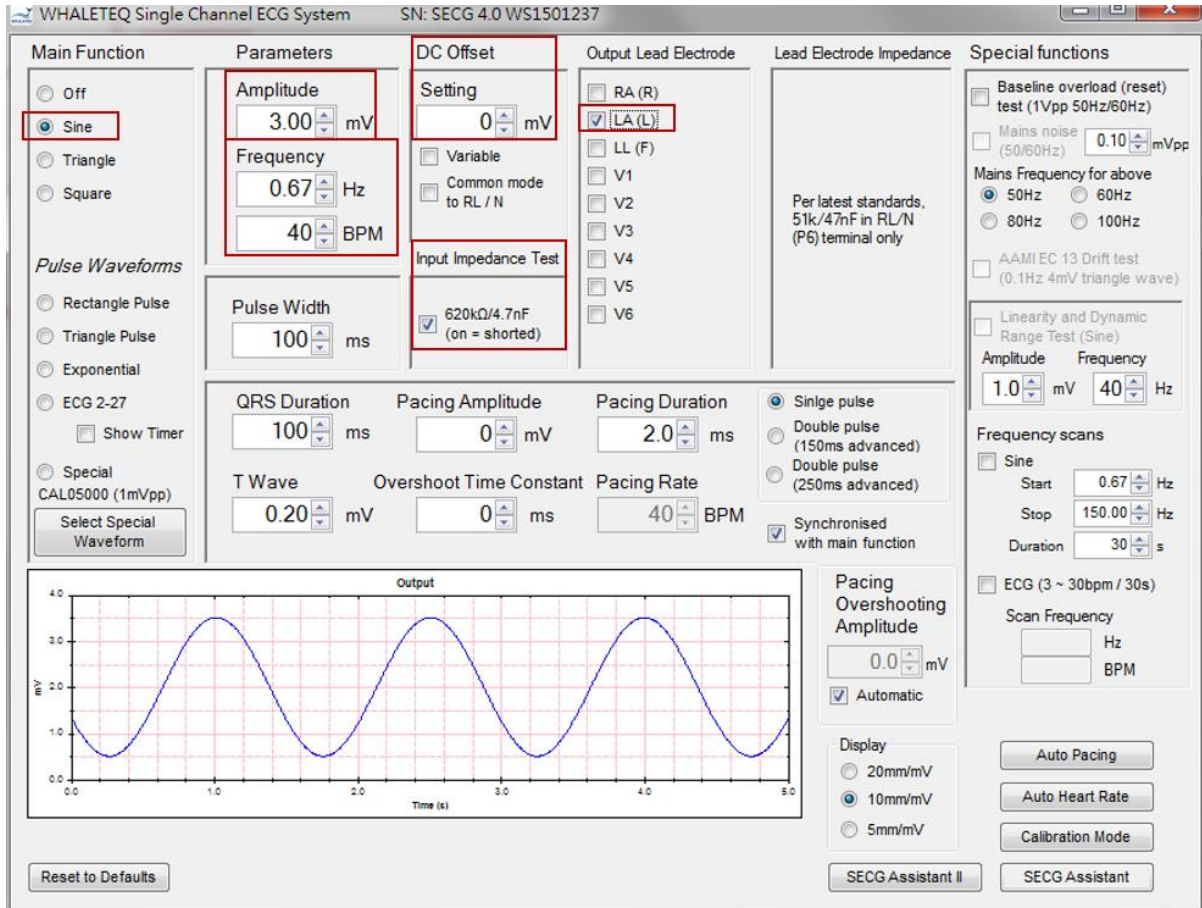 WHALETEQ Single Channel ECG System SN: SECG 4.0 WS1501237
Main Function
Off
Sine
Triangle
Square
Pulse Waveforms
Rectangle Pulse
Triangle Pulse
Exponential
ECG 2-27
Show Timer
Special
CAL05000 (1mVpp)
Select Special
Waveform
Parameters
Amplitude
3.00 mV
Frequency
0.67 Hz
40 BPM
Pulse Width
100 ms
DC Offset
Setting
0 mV
Variable
Common mode
to RL / N
Input Impedance Test
620kΩ/4.7nF
(on = shorted)
Output Lead Electrode
RA (R)
LA (L)
LL (F)
V1
V2
V3
V4
V5
V6
Lead Electrode Impedance
Per latest standards,
51k/47nF in RL/N
(P6) terminal only
QRS Duration
100 ms
Pacing Amplitude
0 mV
Pacing Duration
2.0 ms
T Wave
0.20 mV
Overshoot Time Constant
0 ms
Pacing Rate
40 BPM
Sinlge pulse
Double pulse
(150ms advanced)
Double pulse
(250ms advanced)
Synchronised
with main function
Special functions
Baseline overload (reset)
test (1Vpp 50Hz/60Hz)
Mains noise
(50/60Hz)
0.10 mVpp
Mains Frequency for above
50Hz 60Hz
80Hz 100Hz
AAMI EC 13 Drift test
(0.1Hz 4mV triangle wave)
Linearity and Dynamic
Range Test (Sine)
Amplitude Frequency
1.0 mV 40 Hz
Frequency scans
Sine
Start 0.67 Hz
Stop 150.00 Hz
Duration 30 s
ECG (3 ~ 30bpm / 30s)
Scan Frequency
Hz
BPM
Output
4.0
3.0
2.0
1.0
0.0
mV
0.0 1.0 2.0 3.0 4.0 5.0
Time (s)
Pacing
Overshooting
Amplitude
0.0 mV
Automatic
Display
20mm/mV
10mm/mV
5mm/mV
Auto Pacing
Auto Heart Rate
Calibration Mode
Reset to Defaults
SECG Assistant II
SECG Assistant